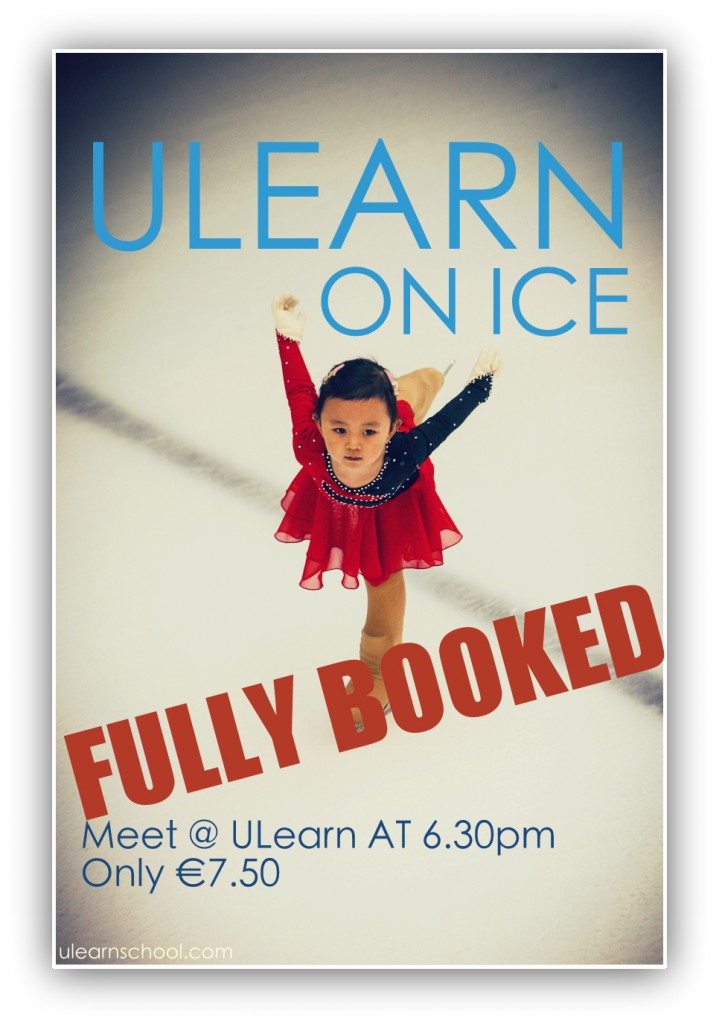 ULEARN
ON ICE
FULLY BOOKED
Meet @ ULearn AT 6.30pm
Only €7.50
ulearnschool.com